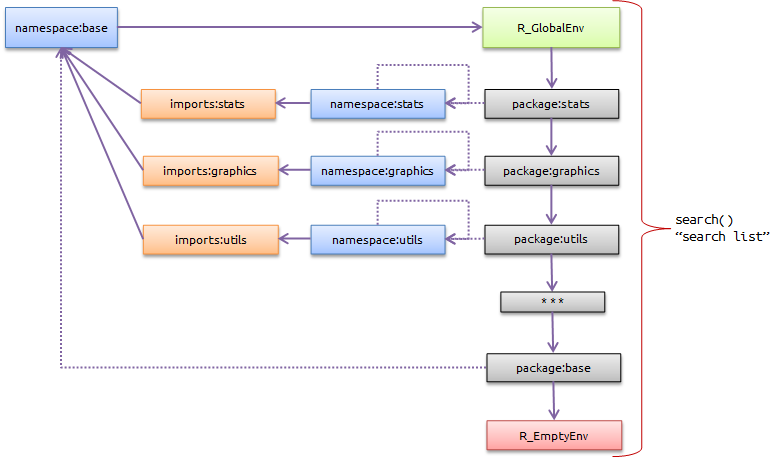 namespace:base
R_GlobalEnv
imports:stats
namespace:stats
package:stats
imports:graphics
namespace:graphics
package:graphics
search()
“search list”
imports:utils
namespace:utils
package:utils
***
package:base
R_EmptyEnv